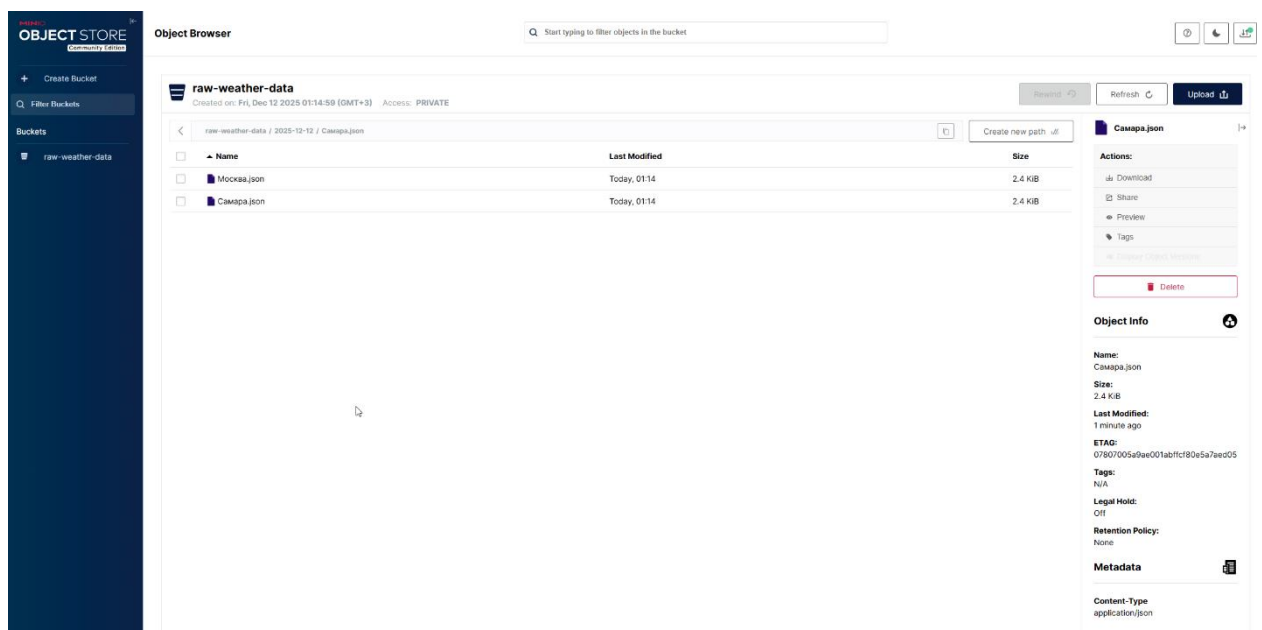 MINIO
OBJECT STORE
Community Edition
Create Bucket
Filter Buckets
Buckets
raw-weather-data
Object Browser
Start typing to filter objects in the bucket
raw-weather-data
Created on: Fri, Dec 12 2025 01:14:59 (GMT+3) Access: PRIVATE
Rewind
Refresh
Upload
raw-weather-data / 2025-12-12 / Самара.json
Create new path
Name Last Modified Size
Москва.json Today, 01:14 2.4 KiB
Самара.json Today, 01:14 2.4 KiB
Самара.json
Actions:
Download
Share
Preview
Tags
Display Object Versions
Delete
Object Info
Name:
Самара.json
Size:
2.4 KiB
Last Modified:
1 minute ago
ETAG:
07807005a9ae001abffcf80e5a7aed05
Tags:
N/A
Legal Hold:
Off
Retention Policy:
None
Metadata
Content-Type
application/json